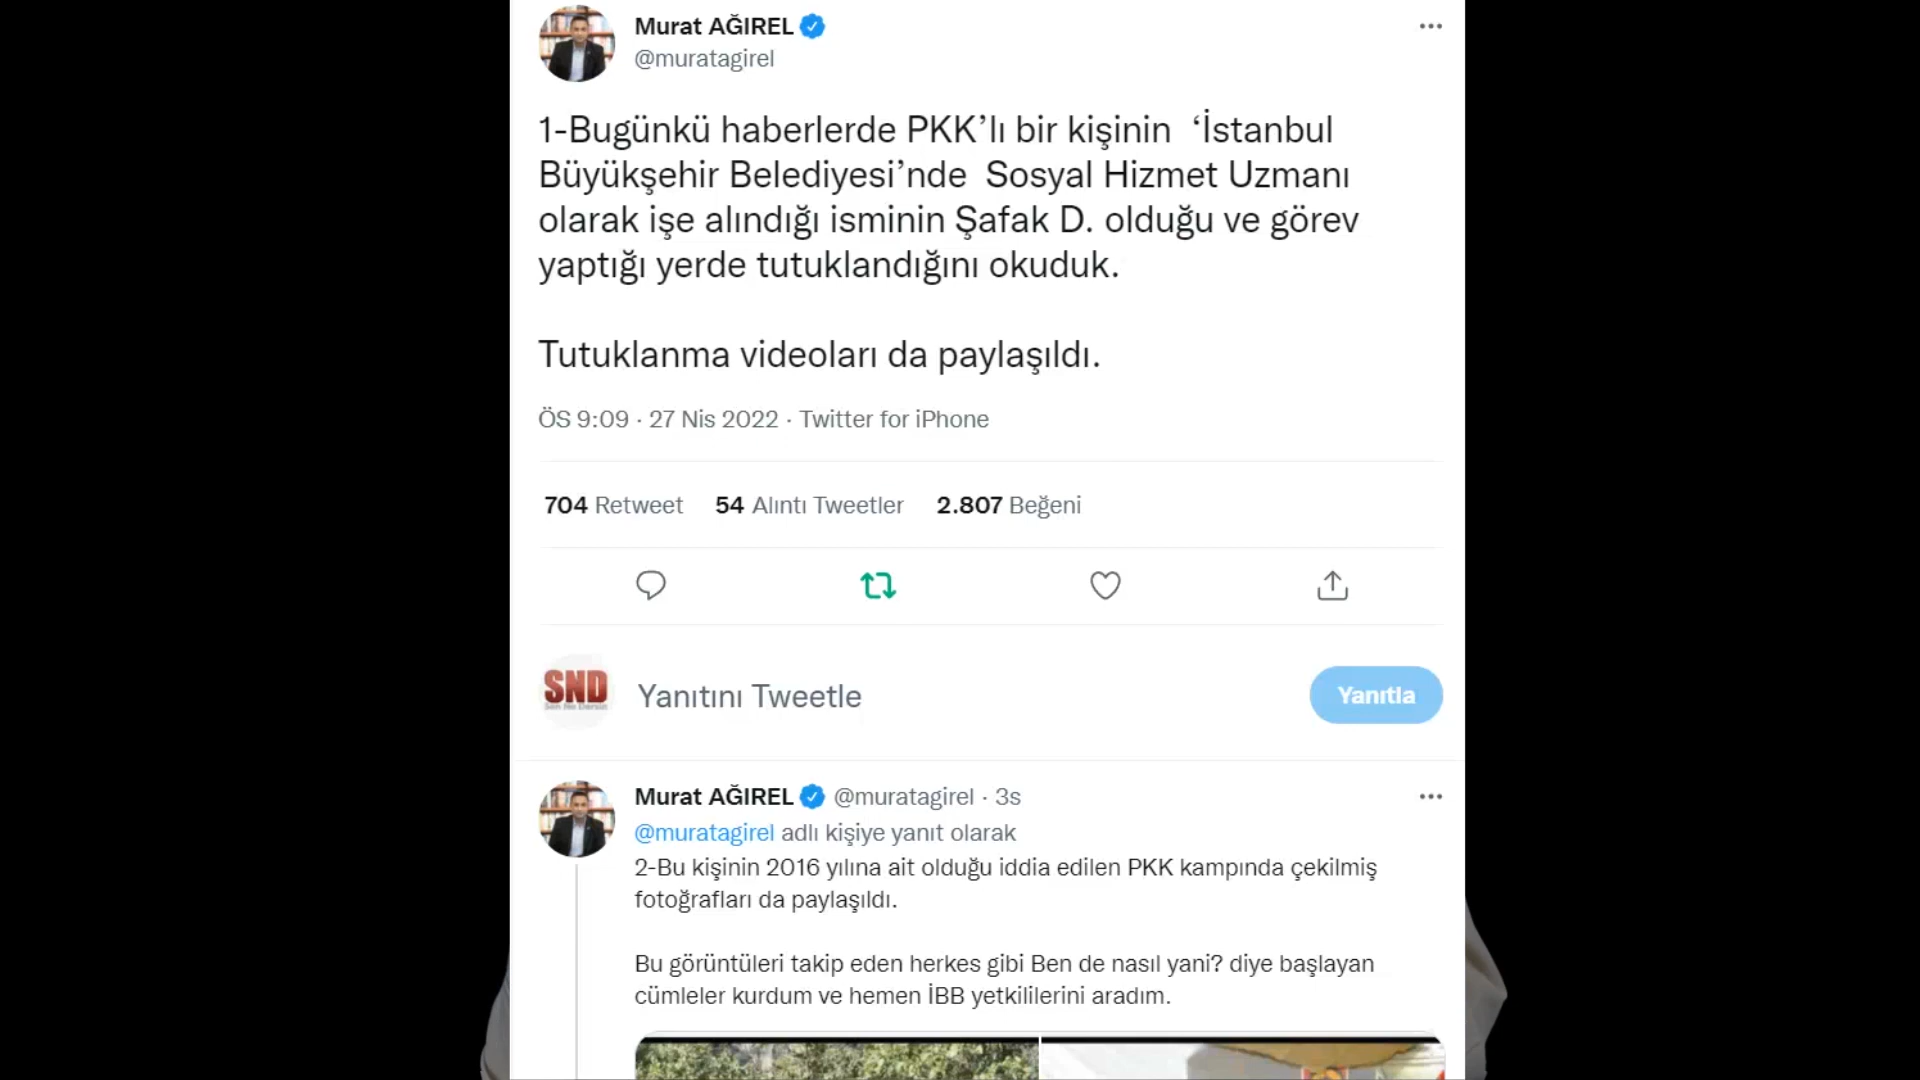 Murat AĞIREL
@muratagirel
1-Bugünkü haberlerde PKK’lı bir kişinin ‘İstanbul
Büyükşehir Belediyesi’nde Sosyal Hizmet Uzmanı
olarak işe alındığı isminin Şafak D. olduğu ve görev
yaptığı yerde tutuklandığını okuduk.
Tutuklanma videoları da paylaşıldı.
ÖS 9:09 · 27 Nis 2022 · Twitter for iPhone
704 Retweet 54 Alıntı Tweetler 2.807 Beğeni
SND
Sen Ne Dersin
Yanıtını Tweetle
Yanıtla
Murat AĞIREL @muratagirel · 3s
@muratagirel adlı kişiye yanıt olarak
2-Bu kişinin 2016 yılına ait olduğu iddia edilen PKK kampında çekilmiş
fotoğrafları da paylaşıldı.
Bu görüntüleri takip eden herkes gibi Ben de nasıl yani? diye başlayan
cümleler kurdum ve hemen İBB yetkililerini aradım.